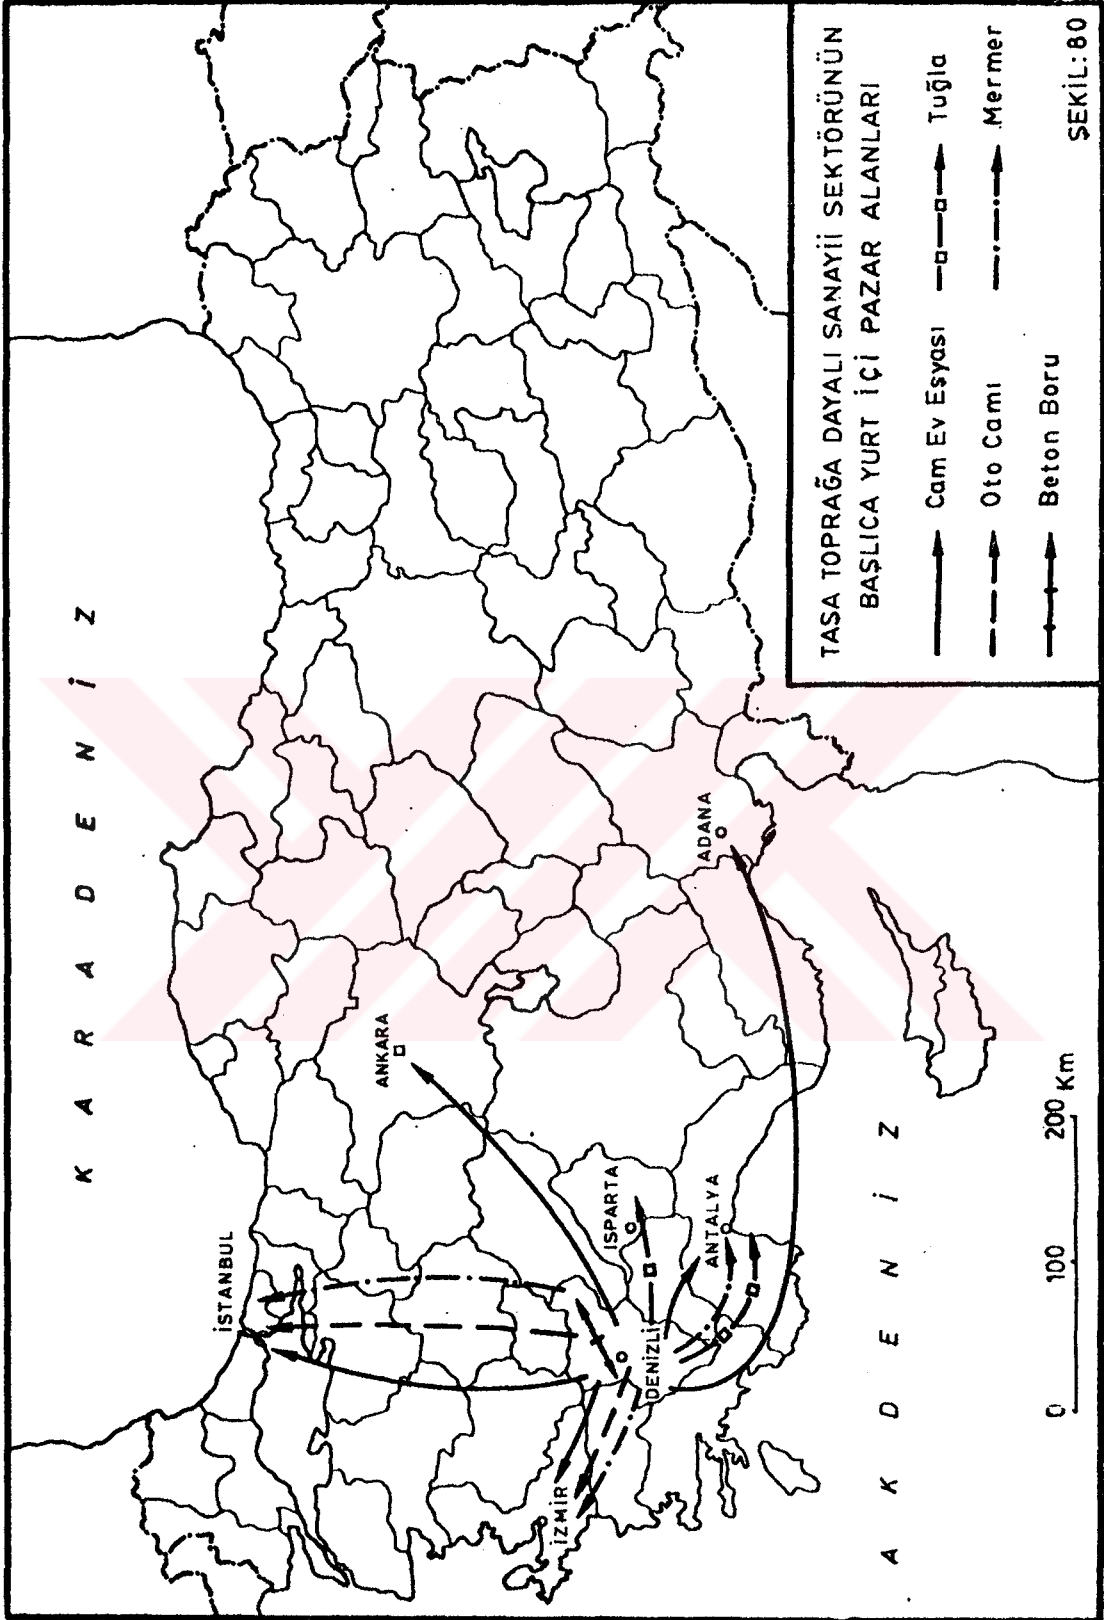 K A R A D E N İ Z
İSTANBUL
ANKARA
İZMİR
DENİZLİ
ISPARTA
ANTALYA
ADANA
A K D E N İ Z
0 100 200 Km
TAŞA TOPRAĞA DAYALI SANAYİİ SEKTÖRÜNÜN
BAŞLICA YURT İÇİ PAZAR ALANLARI
Cam Ev Eşyası
Tuğla
Oto Camı
Mermer
Beton Boru
ŞEKİL:80